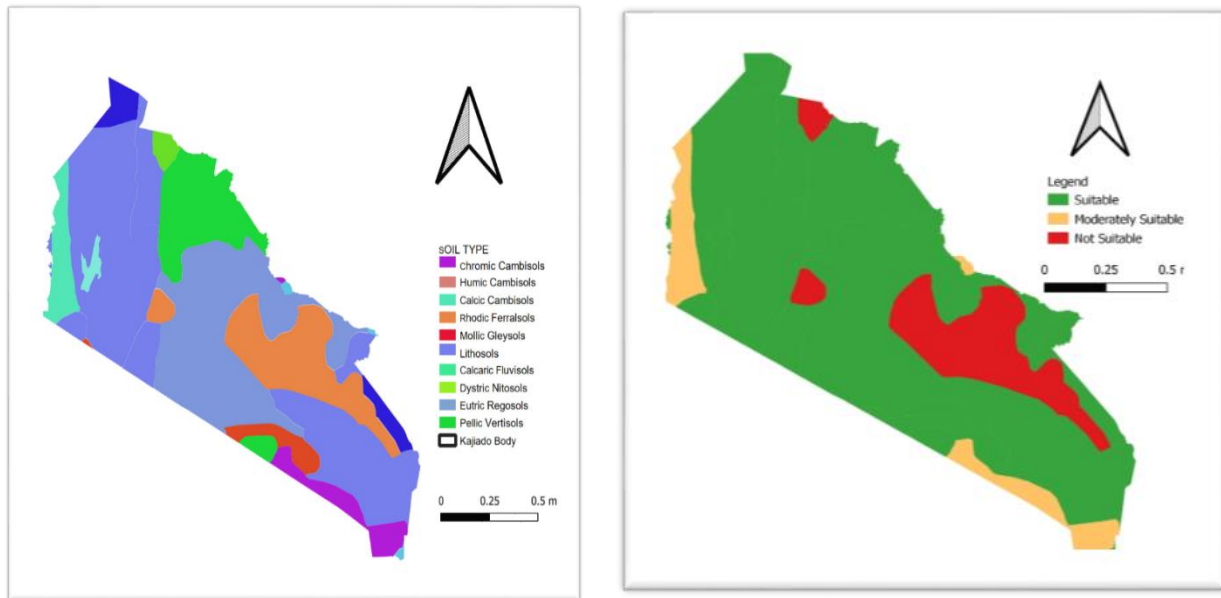 sOIL TYPE
Chromic Cambisols
Humic Cambisols
Calcic Cambisols
Rhodic Ferralsols
Mollic Gleysols
Lithosols
Calcaric Fluvisols
Dystric Nitosols
Eutric Regosols
Pellic Vertisols
Kajiado Body
0 0.25 0.5 m
Legend
Suitable
Moderately Suitable
Not Suitable
0 0.25 0.5 r